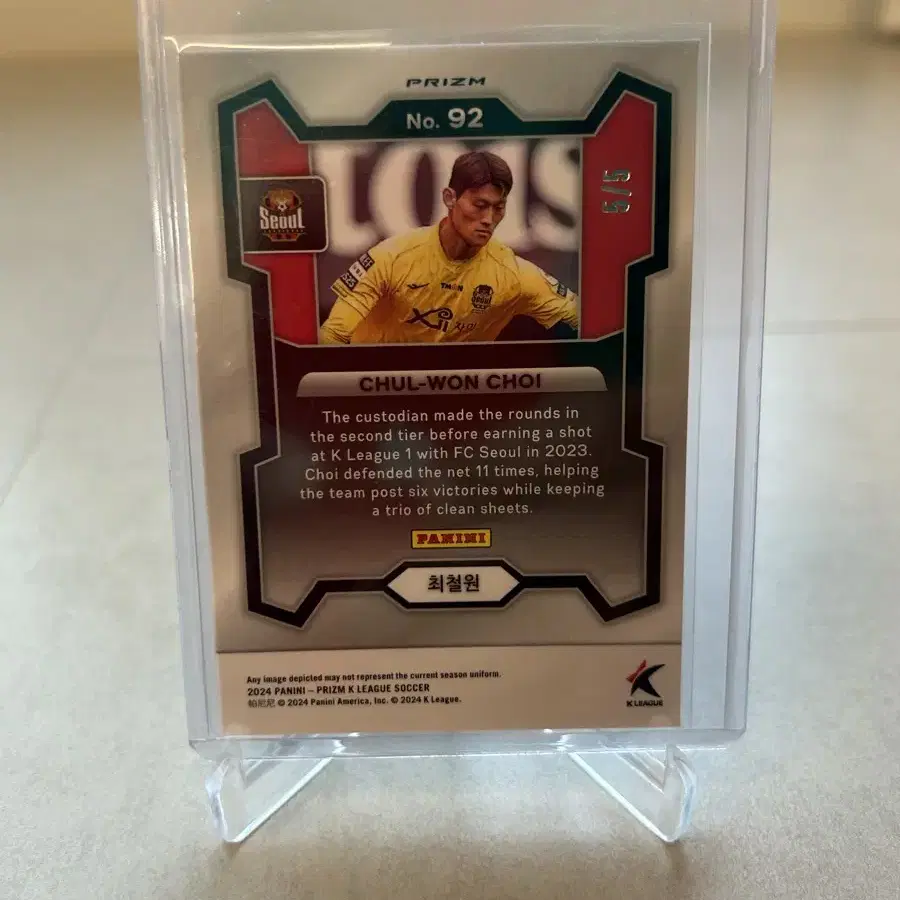 PRIZM
No. 92
5/5
SeouL
TMON
SeouL
Xi
CHUL-WON CHOI
The custodian made the rounds in
the second tier before earning a shot
at K League 1 with FC Seoul in 2023.
Choi defended the net 11 times, helping
the team post six victories while keeping
a trio of clean sheets.
PANINI
최철원
Any image depicted may not represent the current season uniform.
2024 PANINI – PRIZM K LEAGUE SOCCER
帕尼尼 © 2024 Panini America, Inc. © 2024 K League.
K LEAGUE